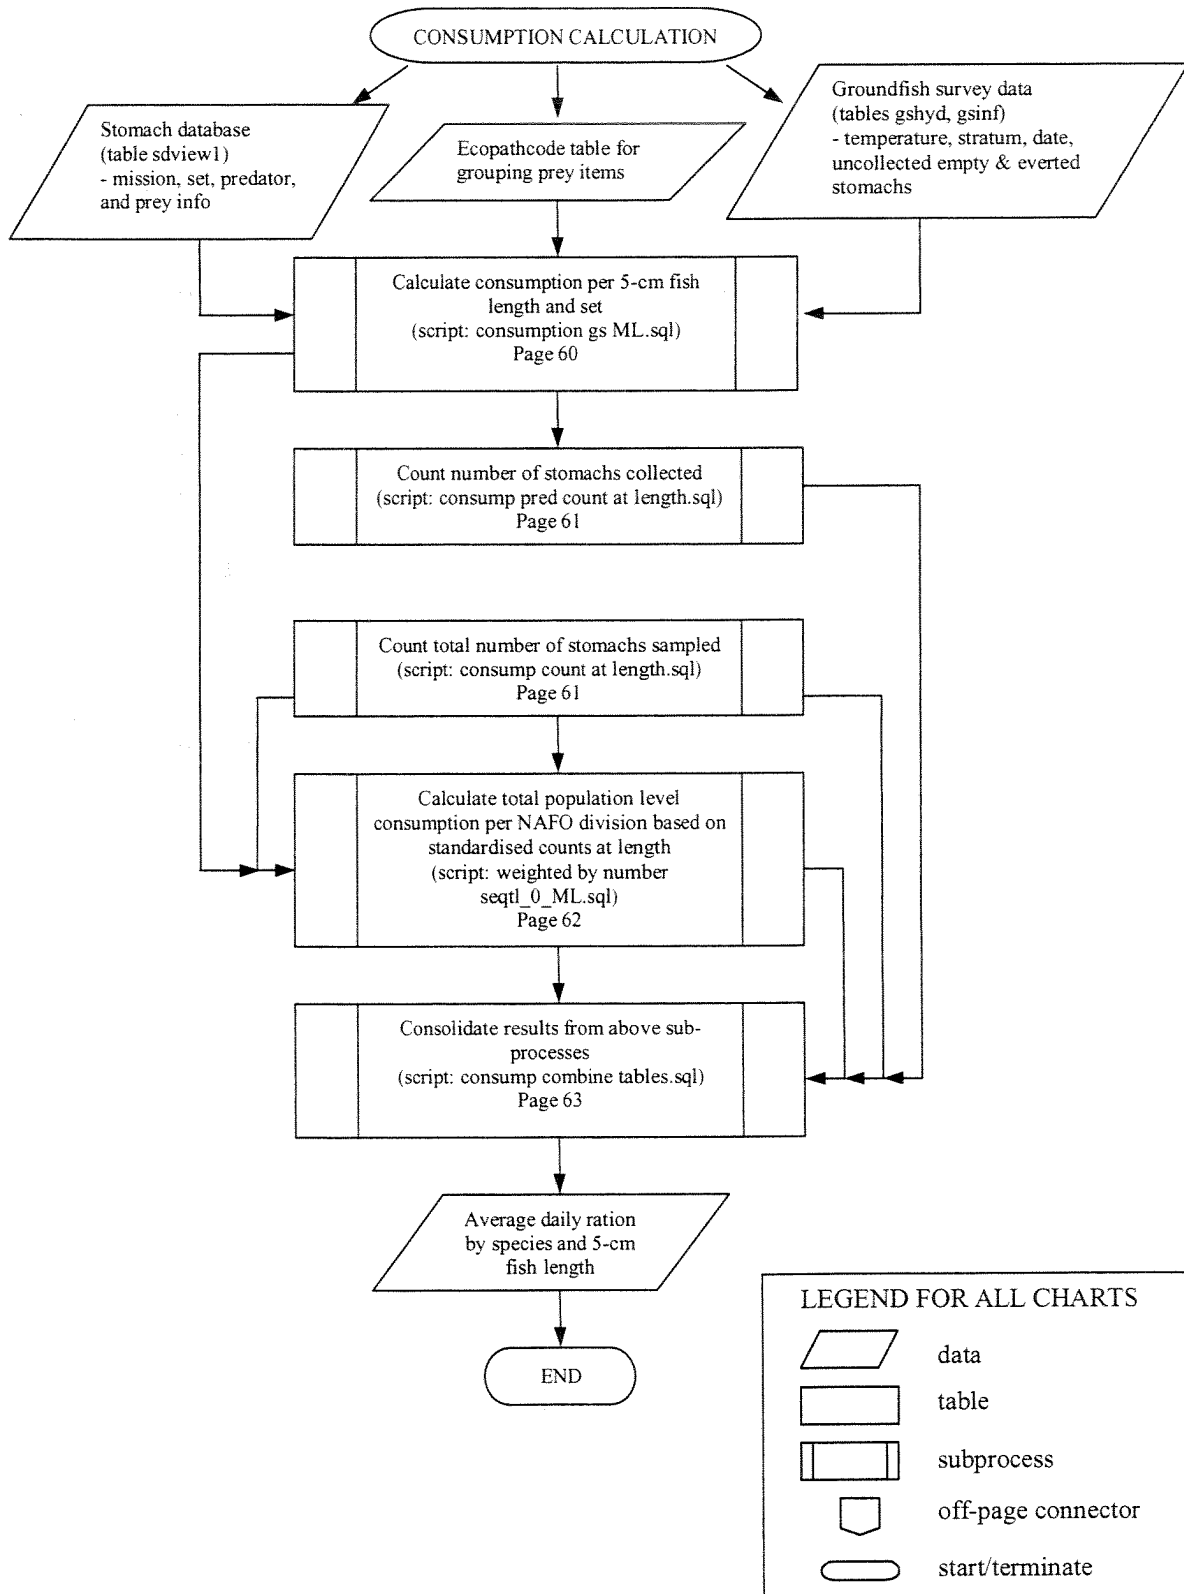 CONSUMPTION CALCULATION
Stomach database
(table sdview1)
- mission, set, predator,
and prey info
Ecopathcode table for
grouping prey items
Groundfish survey data
(tables gshyd, gsinf)
- temperature, stratum, date,
uncollected empty & everted
stomachs
Calculate consumption per 5-cm fish
length and set
(script: consumption gs ML.sql)
Page 60
Count number of stomachs collected
(script: consump pred count at length.sql)
Page 61
Count total number of stomachs sampled
(script: consump count at length.sql)
Page 61
Calculate total population level
consumption per NAFO division based on
standardised counts at length
(script: weighted by number
seqtl_0_ML.sql)
Page 62
Consolidate results from above sub-
processes
(script: consump combine tables.sql)
Page 63
Average daily ration
by species and 5-cm
fish length
END
LEGEND FOR ALL CHARTS
data
table
subprocess
off-page connector
start/terminate